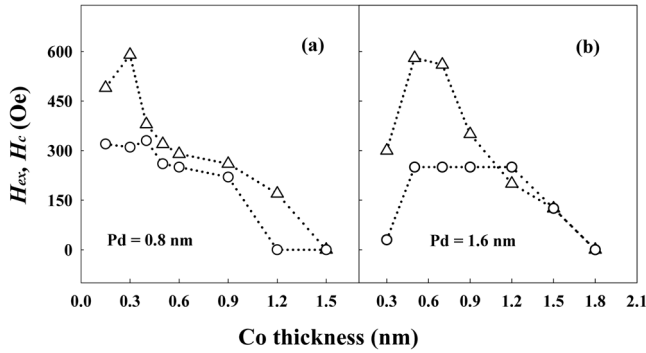 (a)
(b)
600
450
300
150
0
Hex, Hc (Oe)
Pd = 0.8 nm
Pd = 1.6 nm
0.0 0.3 0.6 0.9 1.2 1.5
0.3 0.6 0.9 1.2 1.5 1.8 2.1
Co thickness (nm)